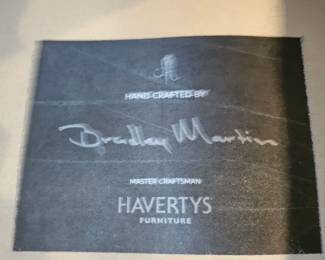 HAND CRAFTED BY
Bradley Martin
MASTER CRAFTSMAN
HAVERTYS
FURNITURE